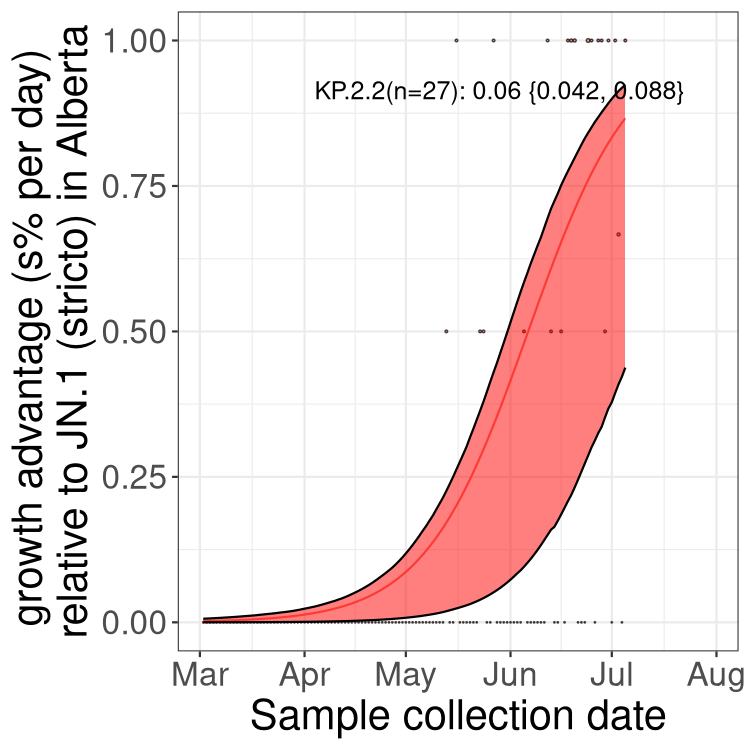 growth advantage (s% per day)
relative to JN.1 (stricto) in Alberta
1.00
0.75
0.50
0.25
0.00
KP.2.2(n=27): 0.06 {0.042, 0.088}
Mar Apr May Jun Jul Aug
Sample collection date